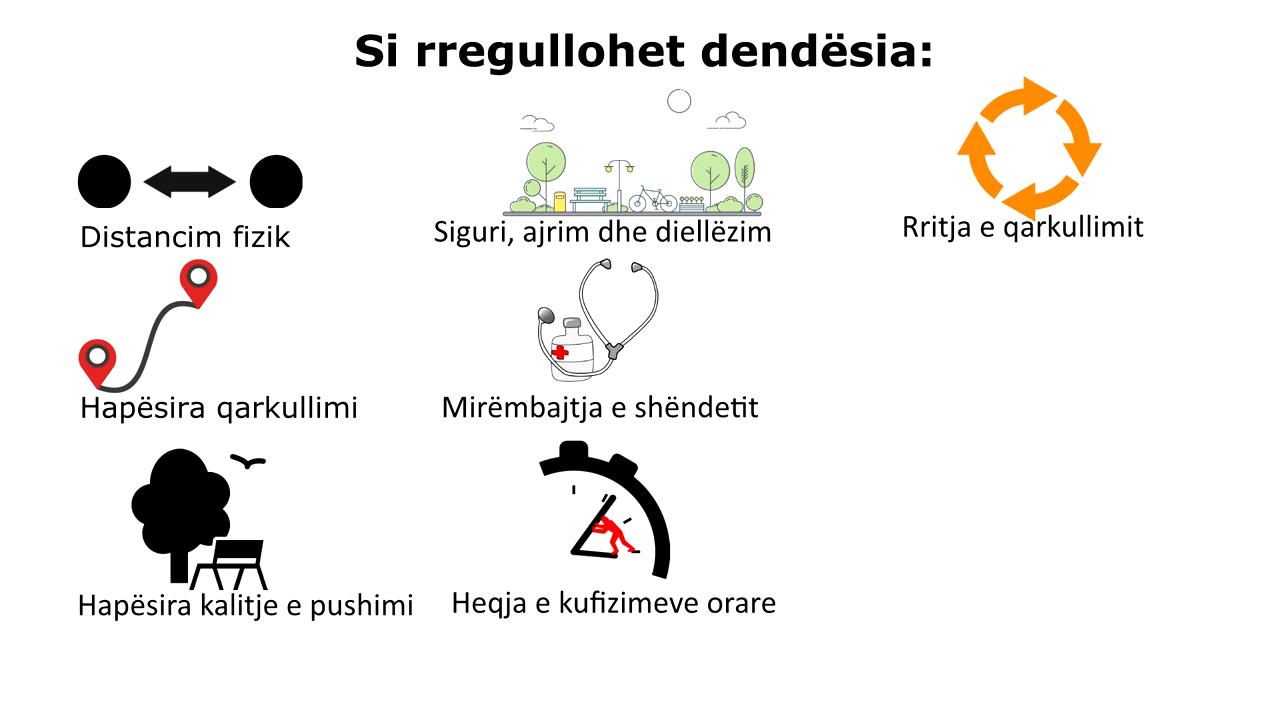 Si rregullohet dendësia:
Distancim fizik
Siguri, ajrim dhe diellëzim
Rritja e qarkullimit
Hapësira qarkullimi
Mirëmbajtja e shëndetit
Hapësira kalitje e pushimi
Heqja e kufizimeve orare